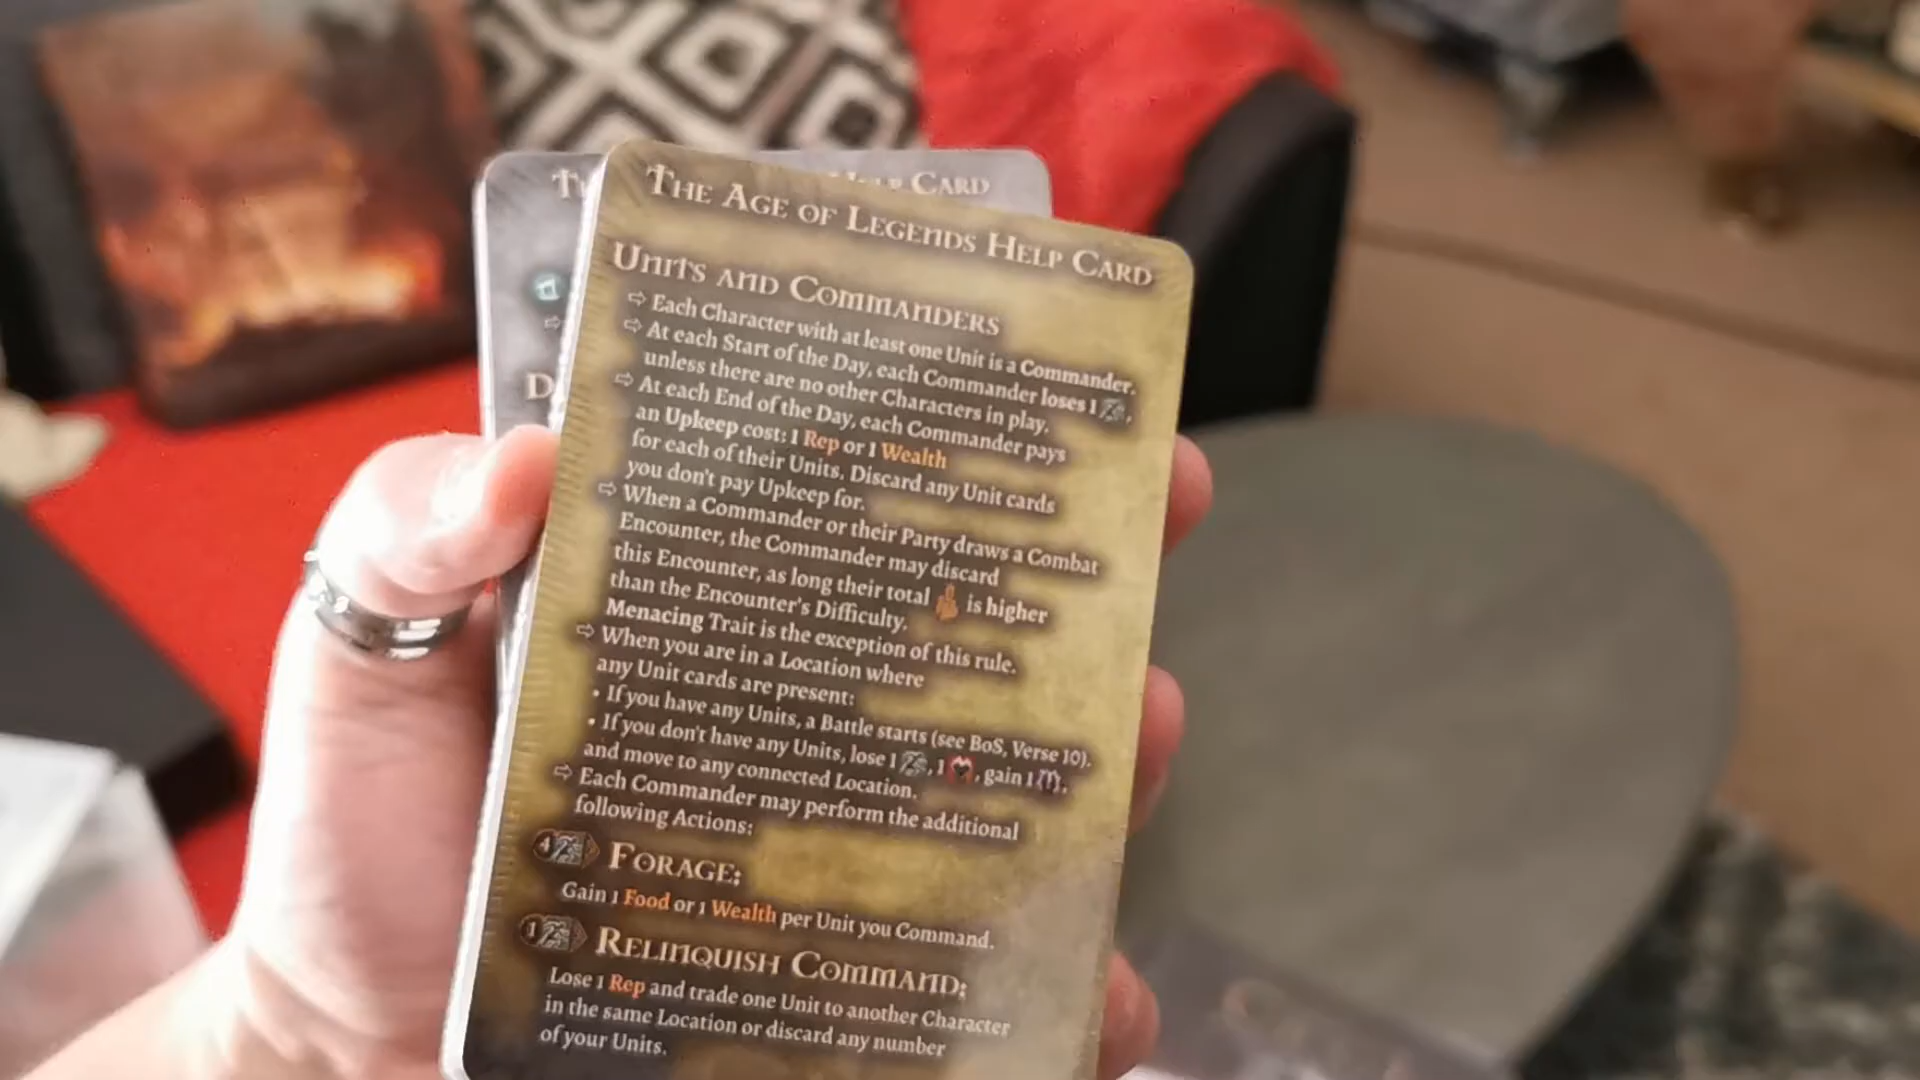 THE AGE OF LEGENDS HELP CARD
CARD
UNITS AND COMMANDERS
⇨ Each Character with at least one Unit is a Commander.
⇨ At each Start of the Day, each Commander loses 1 ,
unless there are no other Characters in play.
⇨ At each End of the Day, each Commander pays
an Upkeep cost: 1 Rep or 1 Wealth
for each of their Units. Discard any Unit cards
you don't pay Upkeep for.
⇨ When a Commander or their Party draws a Combat
Encounter, the Commander may discard
this Encounter, as long their total is higher
than the Encounter's Difficulty.
Menacing Trait is the exception of this rule.
⇨ When you are in a Location where
any Unit cards are present:
• If you have any Units, a Battle starts (see BoS, Verse 10).
• If you don't have any Units, lose 1 , 1 , gain 1 ,
and move to any connected Location.
⇨ Each Commander may perform the additional
following Actions:
4 FORAGE:
Gain 1 Food or 1 Wealth per Unit you Command.
1 RELINQUISH COMMAND:
Lose 1 Rep and trade one Unit to another Character
in the same Location or discard any number
of your Units.